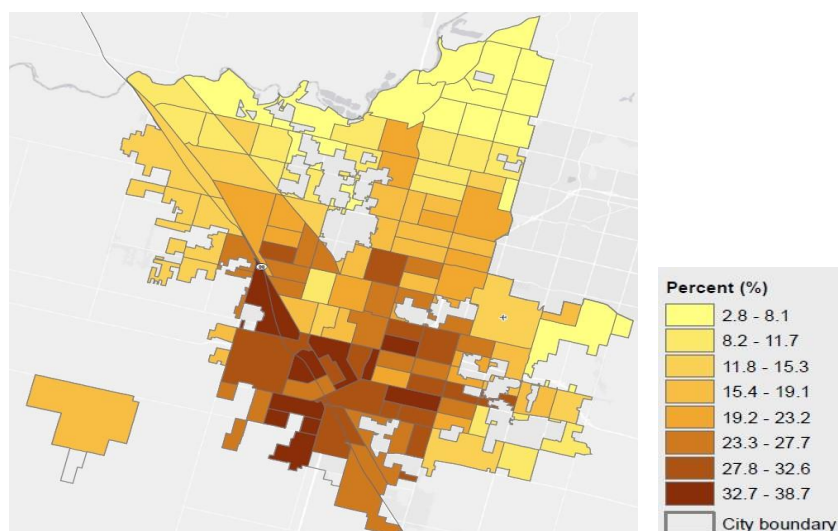 Percent (%)
2.8 - 8.1
8.2 - 11.7
11.8 - 15.3
15.4 - 19.1
19.2 - 23.2
23.3 - 27.7
27.8 - 32.6
32.7 - 38.7
City boundary